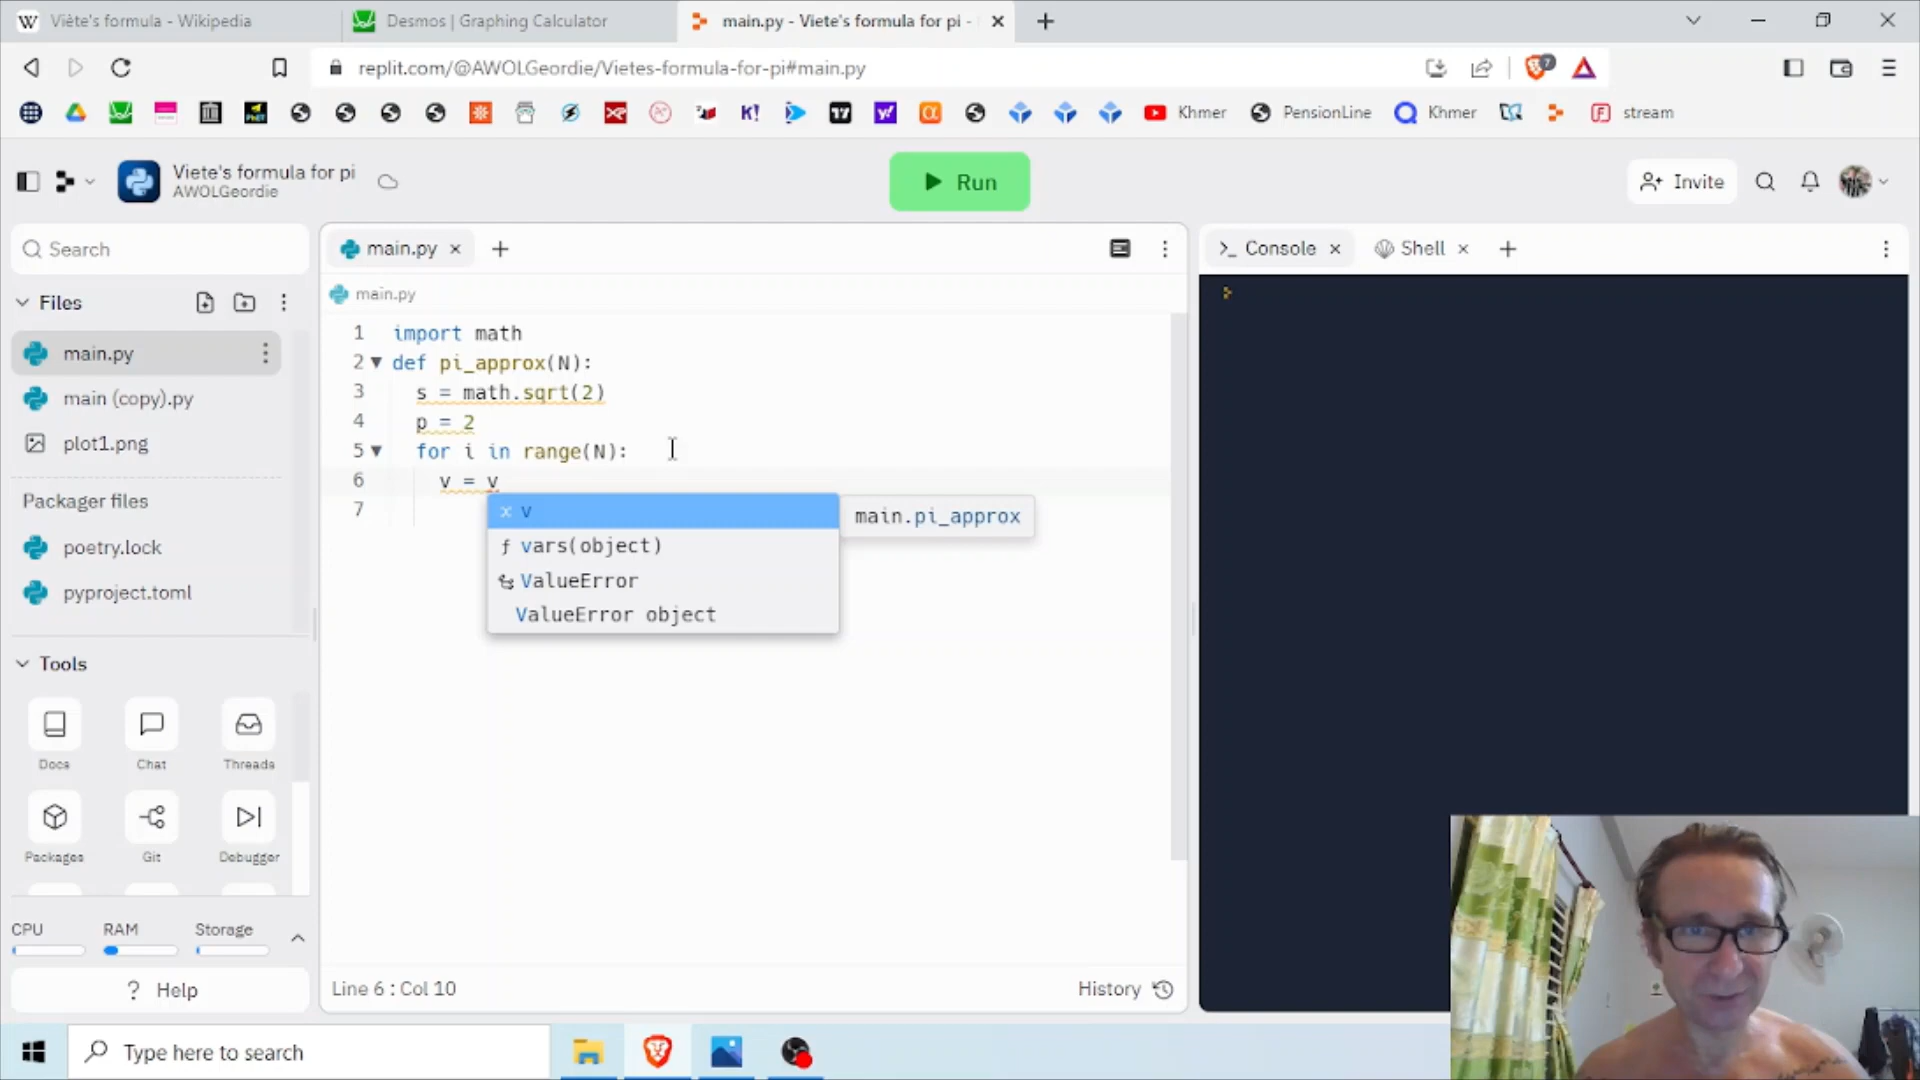 Viète's formula - Wikipedia
Desmos | Graphing Calculator
main.py - Viete's formula for pi -
replit.com/@AWOLGeordie/Vietes-formula-for-pi#main.py
7
K!
17
y!
Khmer
PensionLine
Khmer
stream
Viete's formula for pi
AWOLGeordie
Run
Invite
Search
Files
main.py
main (copy).py
plot1.png
Packager files
poetry.lock
pyproject.toml
Tools
Docs
Chat
Threads
Packages
Git
Debugger
CPU
RAM
Storage
? Help
main.py
main.py
1 import math
2 def pi_approx(N):
3 s = math.sqrt(2)
4 p = 2
5 for i in range(N):
6 v = v
7
x v
main.pi_approx
f vars(object)
ValueError
ValueError object
Line 6 : Col 10
History
Console
Shell
Type here to search